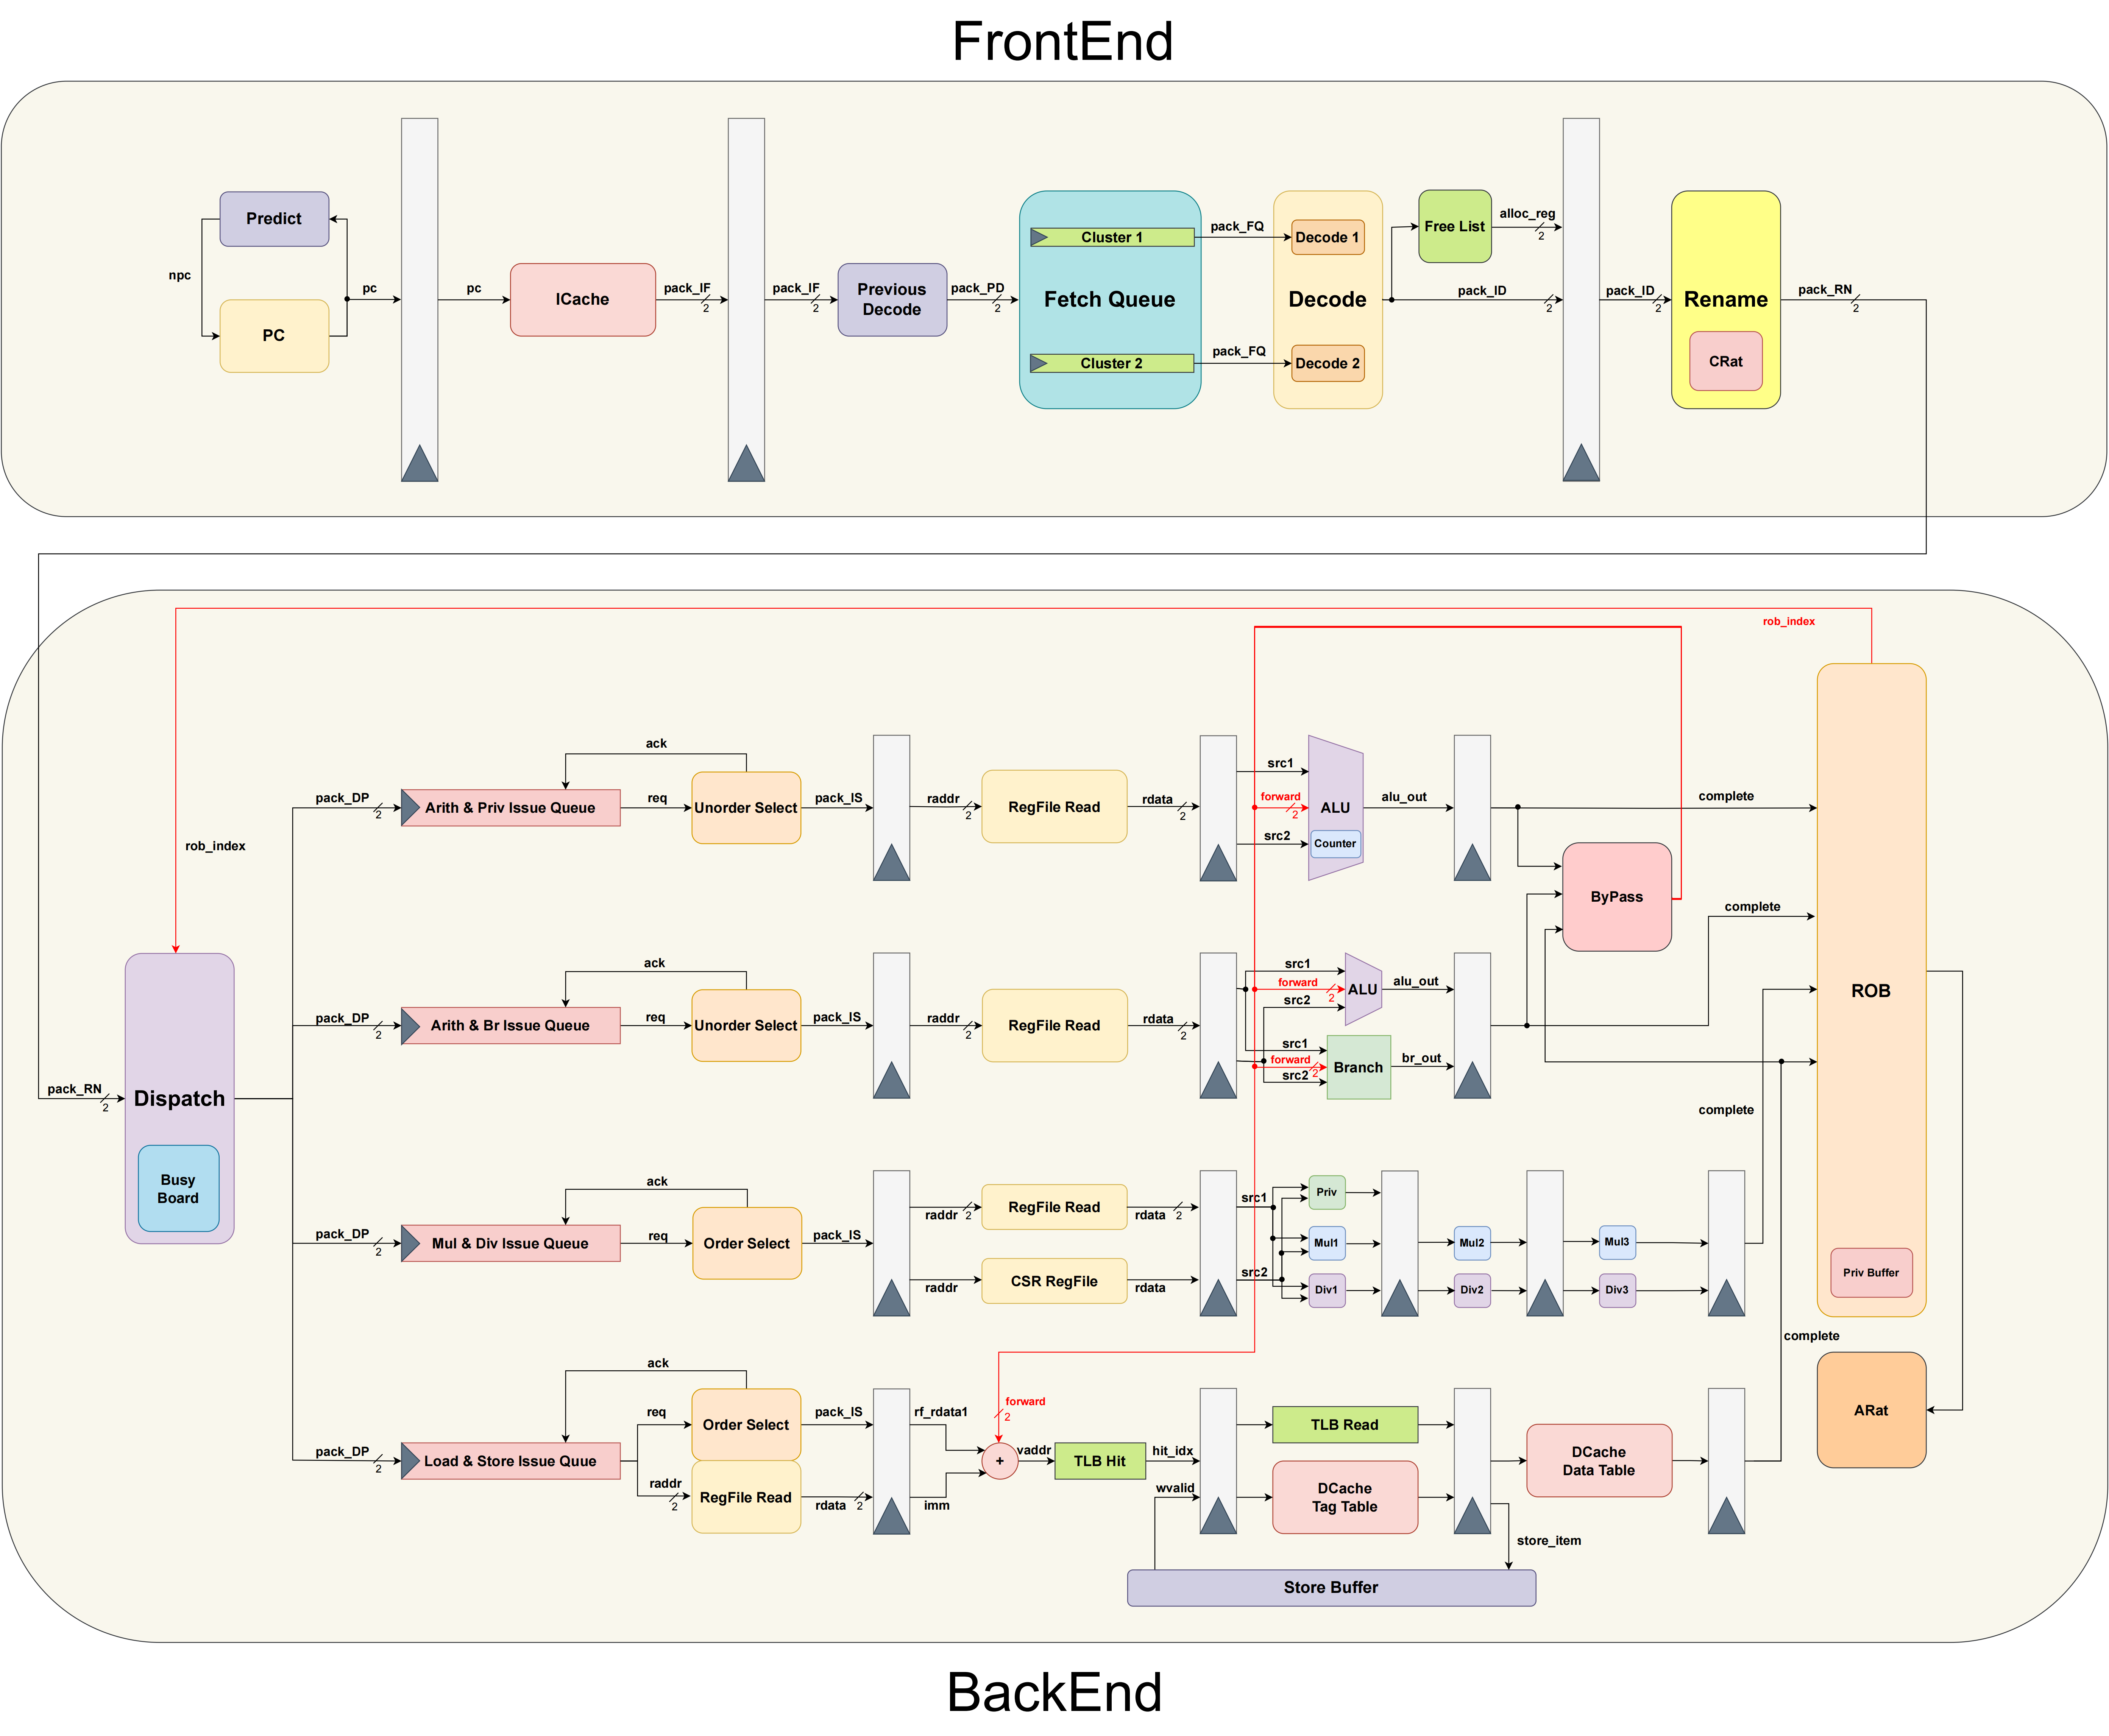 FrontEnd
Predict
npc
PC
pc
pc
ICache
pack_IF
2
pack_IF
2
Previous
Decode
pack_PD
2
Fetch Queue
Cluster 1
Cluster 2
pack_FQ
pack_FQ
Decode
Decode 1
Decode 2
Free List
alloc_reg
2
pack_ID
2
pack_ID
2
Rename
CRat
pack_RN
2
rob_index
rob_index
pack_RN
2
Dispatch
Busy
Board
pack_DP
2
Arith & Priv Issue Queue
ack
req
Unorder Select
pack_IS
raddr
2
RegFile Read
rdata
2
src1
forward
2
src2
ALU
Counter
alu_out
complete
ByPass
pack_DP
2
Arith & Br Issue Queue
ack
req
Unorder Select
pack_IS
raddr
2
RegFile Read
rdata
2
src1
forward
2
src2
ALU
alu_out
src1
forward
2
src2
Branch
br_out
complete
ROB
Priv Buffer
pack_DP
2
Mul & Div Issue Queue
ack
req
Order Select
pack_IS
raddr
2
RegFile Read
rdata
2
raddr
CSR RegFile
rdata
src1
src2
Priv
Mul1
Div1
Mul2
Div2
Mul3
Div3
complete
pack_DP
2
Load & Store Issue Quue
ack
req
Order Select
pack_IS
raddr
2
RegFile Read
rdata
2
rf_rdata1
imm
forward
2
+
vaddr
TLB Hit
hit_idx
wvalid
TLB Read
DCache
Tag Table
DCache
Data Table
store_item
Store Buffer
complete
ARat
BackEnd